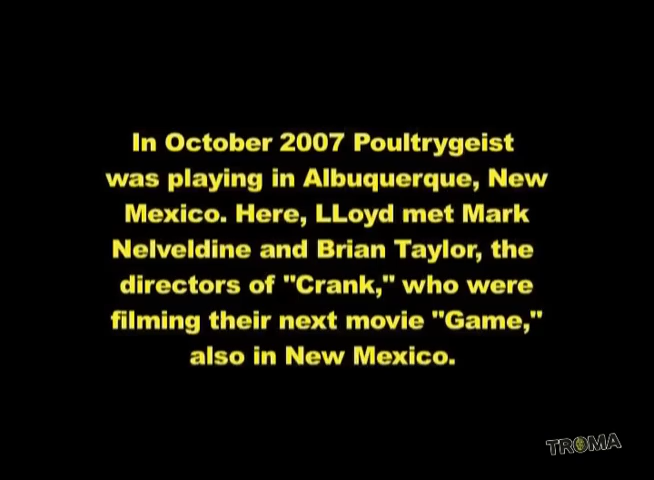 In October 2007 Poultrygeist
was playing in Albuquerque, New
Mexico. Here, LLoyd met Mark
Nelveldine and Brian Taylor, the
directors of "Crank," who were
filming their next movie "Game,"
also in New Mexico.
TROMA